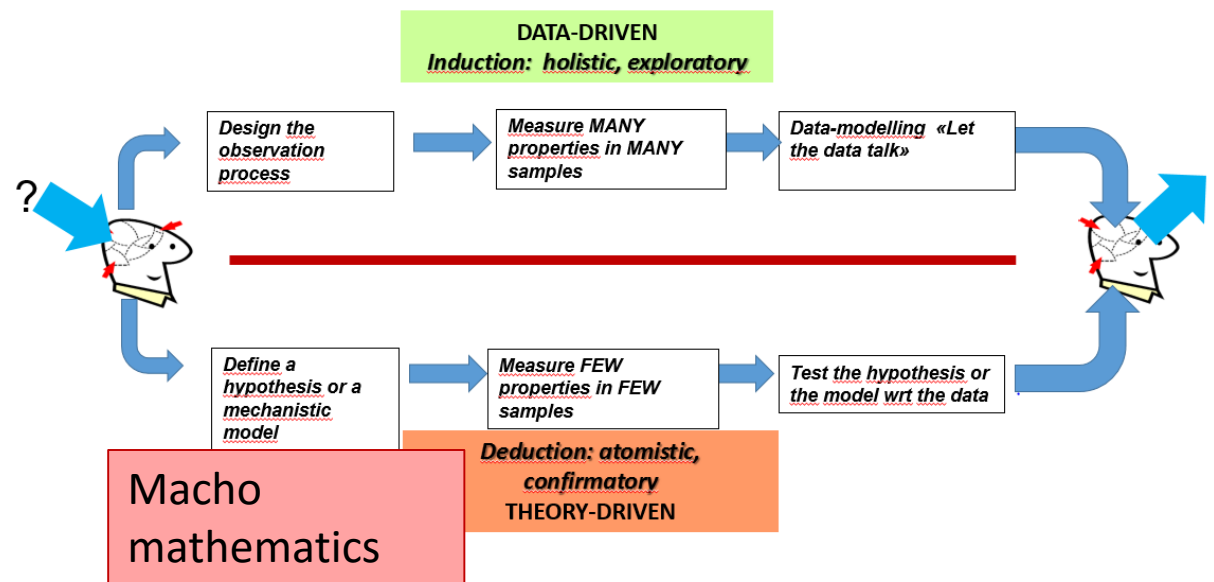 DATA-DRIVEN
Induction: holistic, exploratory
Design the
observation
process
Measure MANY
properties in MANY
samples
Data-modelling «Let
the data talk»
?
Define a
hypothesis or a
mechanistic
model
Measure FEW
properties in FEW
samples
Test the hypothesis or
the model wrt the data
Deduction: atomistic,
confirmatory
THEORY-DRIVEN
Macho
mathematics